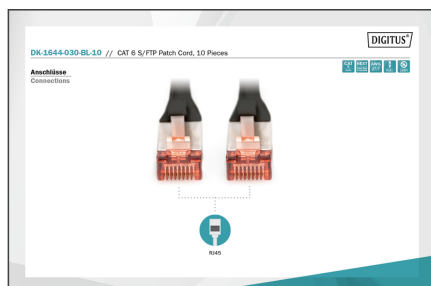 DIGITUS®
DK-1644-030-BL-10 // CAT 6 S/FTP Patch Cord, 10 Pieces
Anschlüsse
Connections
RJ45